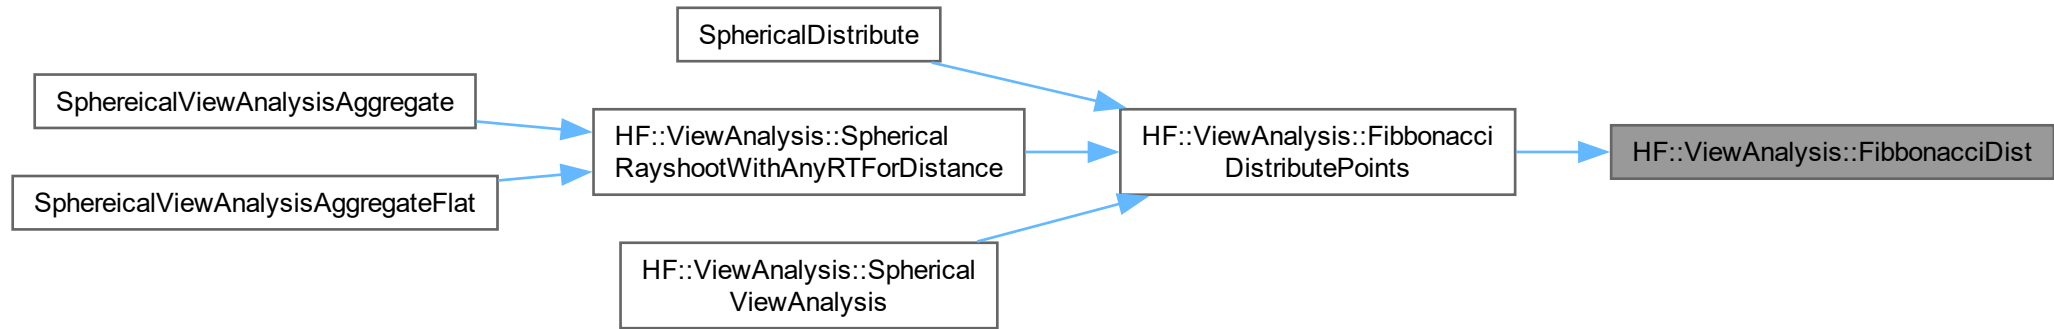 SphericalDistribute
SphereicalViewAnalysisAggregate
HF::ViewAnalysis::Spherical
RayshootWithAnyRTForDistance
HF::ViewAnalysis::Fibbonacci
DistributePoints
HF::ViewAnalysis::FibbonacciDist
SphereicalViewAnalysisAggregateFlat
HF::ViewAnalysis::Spherical
ViewAnalysis